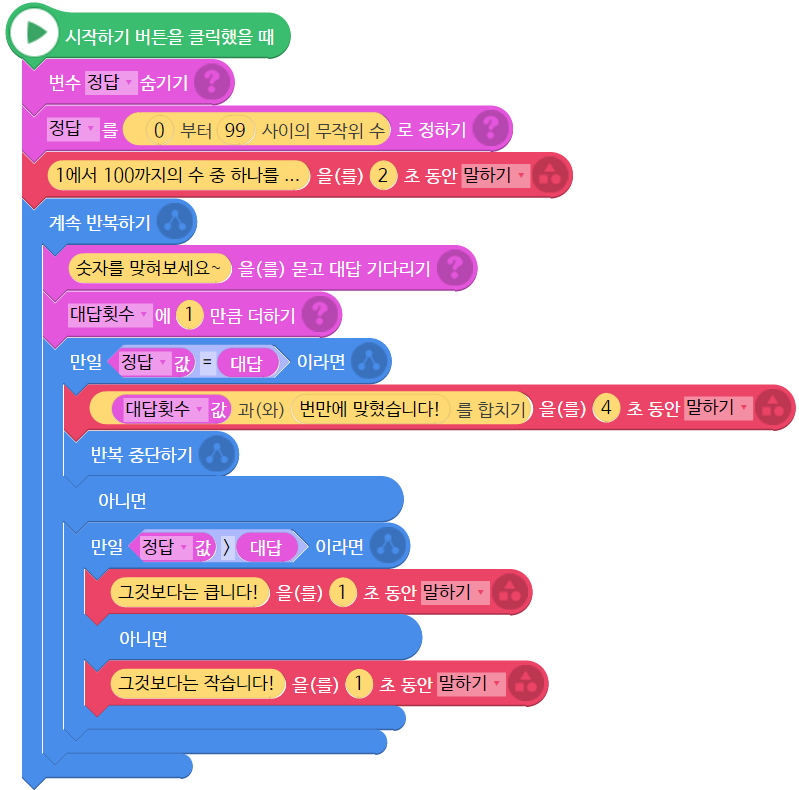 시작하기 버튼을 클릭했을 때
변수 정답 숨기기 ?
정답 를 0 부터 99 사이의 무작위 수 로 정하기 ?
1에서 100까지의 수 중 하나를 ... 을(를) 2 초 동안 말하기
계속 반복하기
숫자를 맞혀보세요~ 을(를) 묻고 대답 기다리기 ?
대답횟수 에 1 만큼 더하기 ?
만일 정답 값 = 대답 이라면
대답횟수 값 과(와) 번만에 맞혔습니다! 를 합치기 을(를) 4 초 동안 말하기
반복 중단하기
아니면
만일 정답 값 > 대답 이라면
그것보다는 큽니다! 을(를) 1 초 동안 말하기
아니면
그것보다는 작습니다! 을(를) 1 초 동안 말하기